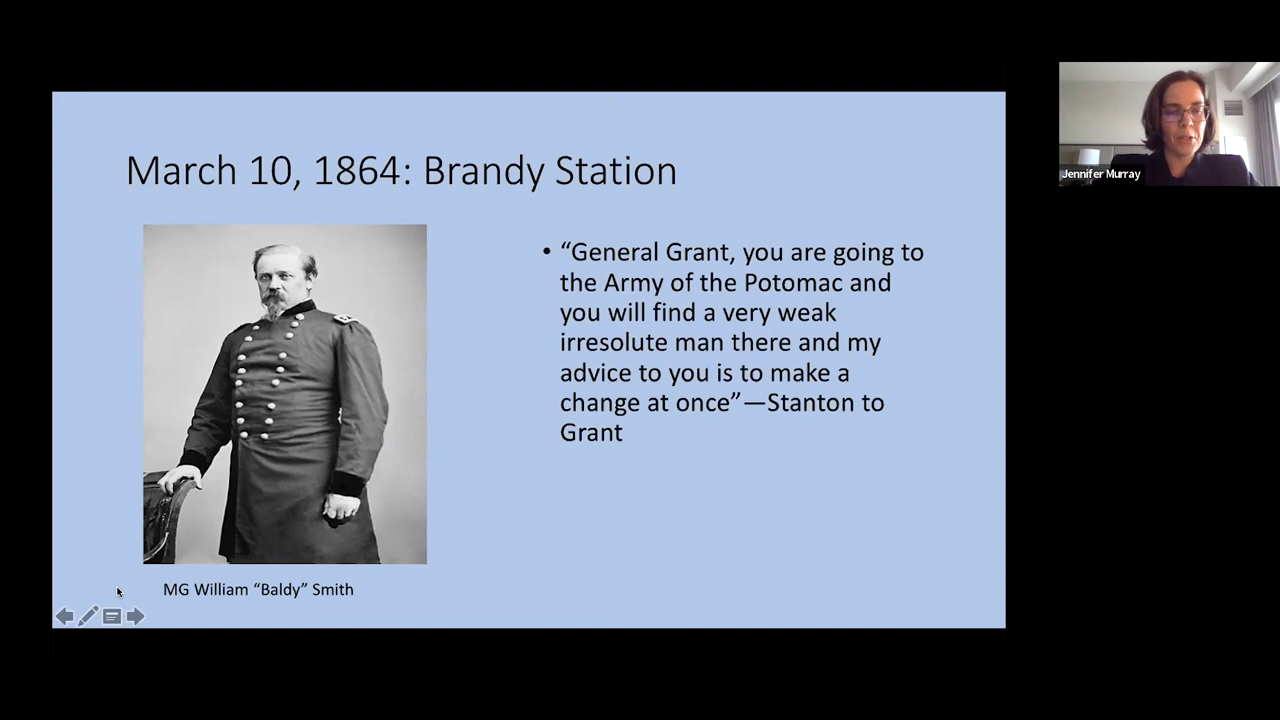 March 10, 1864: Brandy Station
• “General Grant, you are going to
the Army of the Potomac and
you will find a very weak
irresolute man there and my
advice to you is to make a
change at once”—Stanton to
Grant
MG William “Baldy” Smith
Jennifer Murray